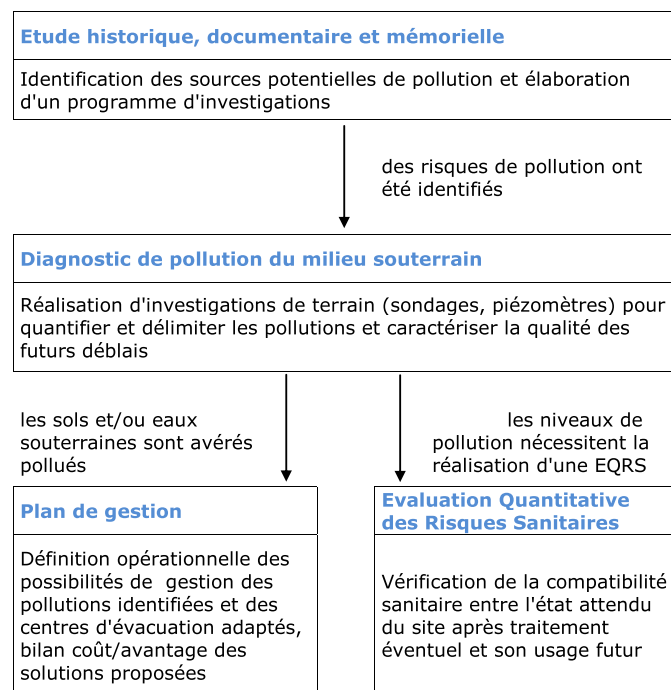 Etude historique, documentaire et mémorielle
Identification des sources potentielles de pollution et élaboration
d'un programme d'investigations
des risques de pollution ont
été identifiés
Diagnostic de pollution du milieu souterrain
Réalisation d'investigations de terrain (sondages, piézomètres) pour
quantifier et délimiter les pollutions et caractériser la qualité des
futurs déblais
les sols et/ou eaux
souterraines sont avérés
pollués
les niveaux de
pollution nécessitent la
réalisation d'une EQRS
Plan de gestion
Définition opérationnelle des
possibilités de  gestion des
pollutions identifiées et des
centres d'évacuation adaptés,
bilan coût/avantage des
solutions proposées
Evaluation Quantitative
des Risques Sanitaires
Vérification de la compatibilité
sanitaire entre l'état attendu
du site après traitement
éventuel et son usage futur